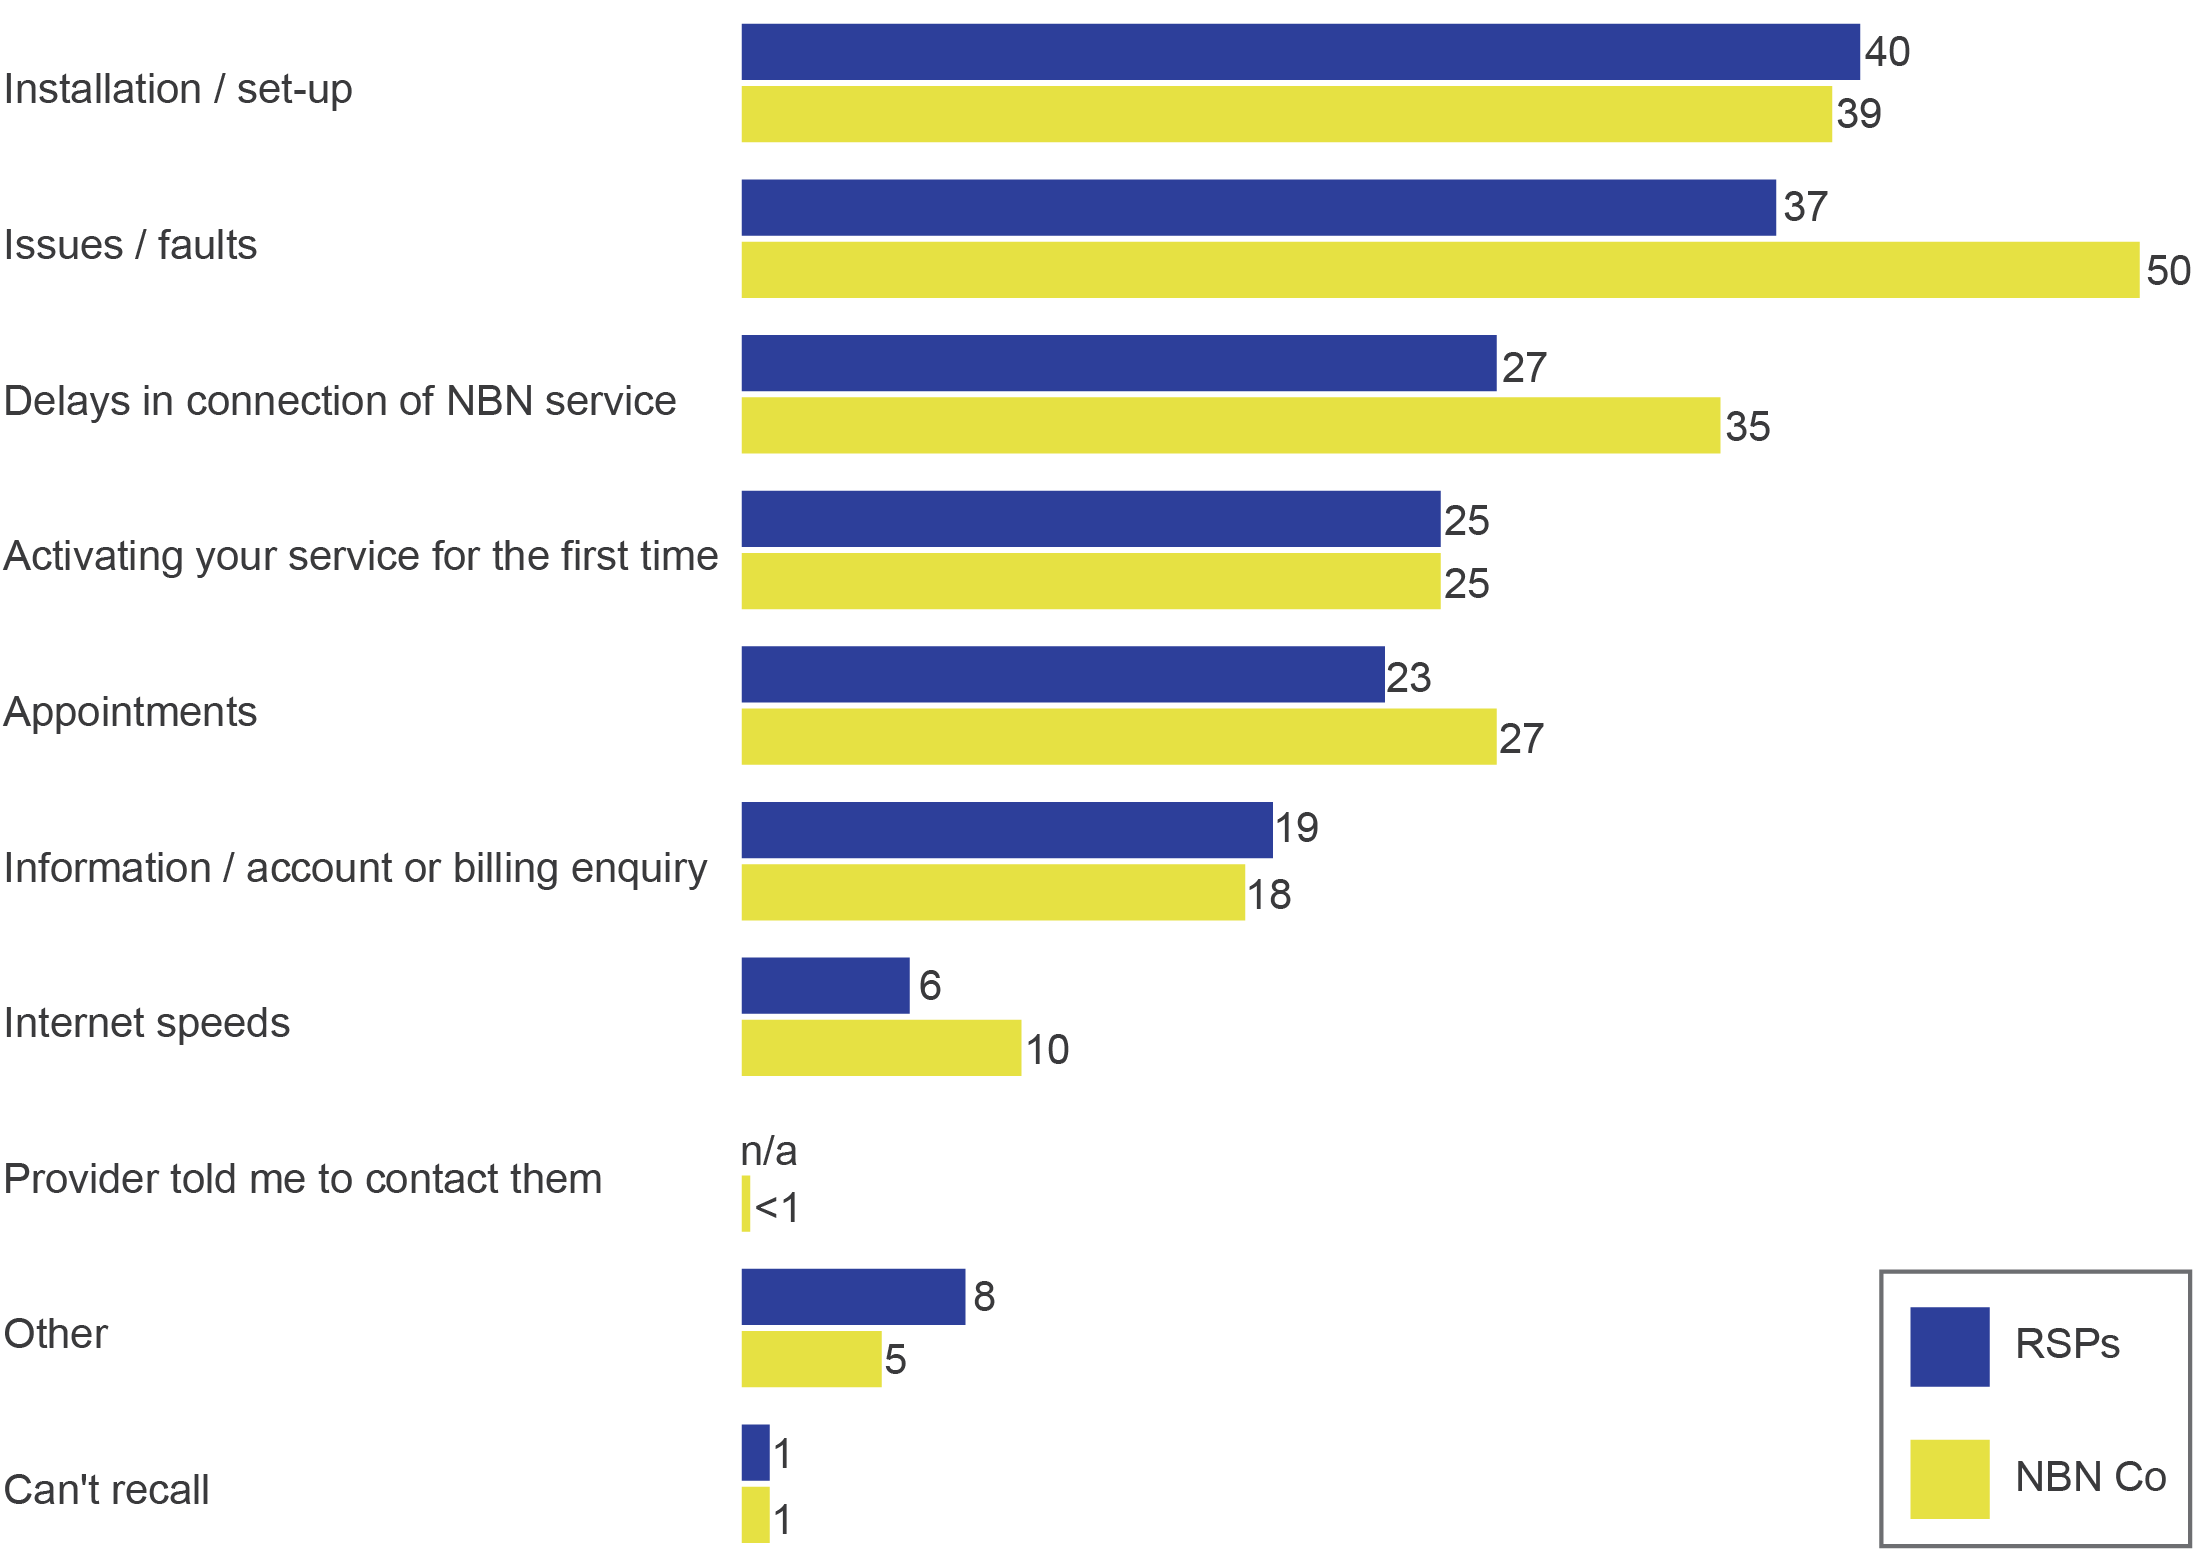 Installation / set-up
40
39
Issues / faults
37
50
Delays in connection of NBN service
27
35
Activating your service for the first time
25
25
Appointments
23
27
Information / account or billing enquiry
19
18
Internet speeds
6
10
Provider told me to contact them
n/a
<1
Other
8
5
Can't recall
1
1
RSPs
NBN Co